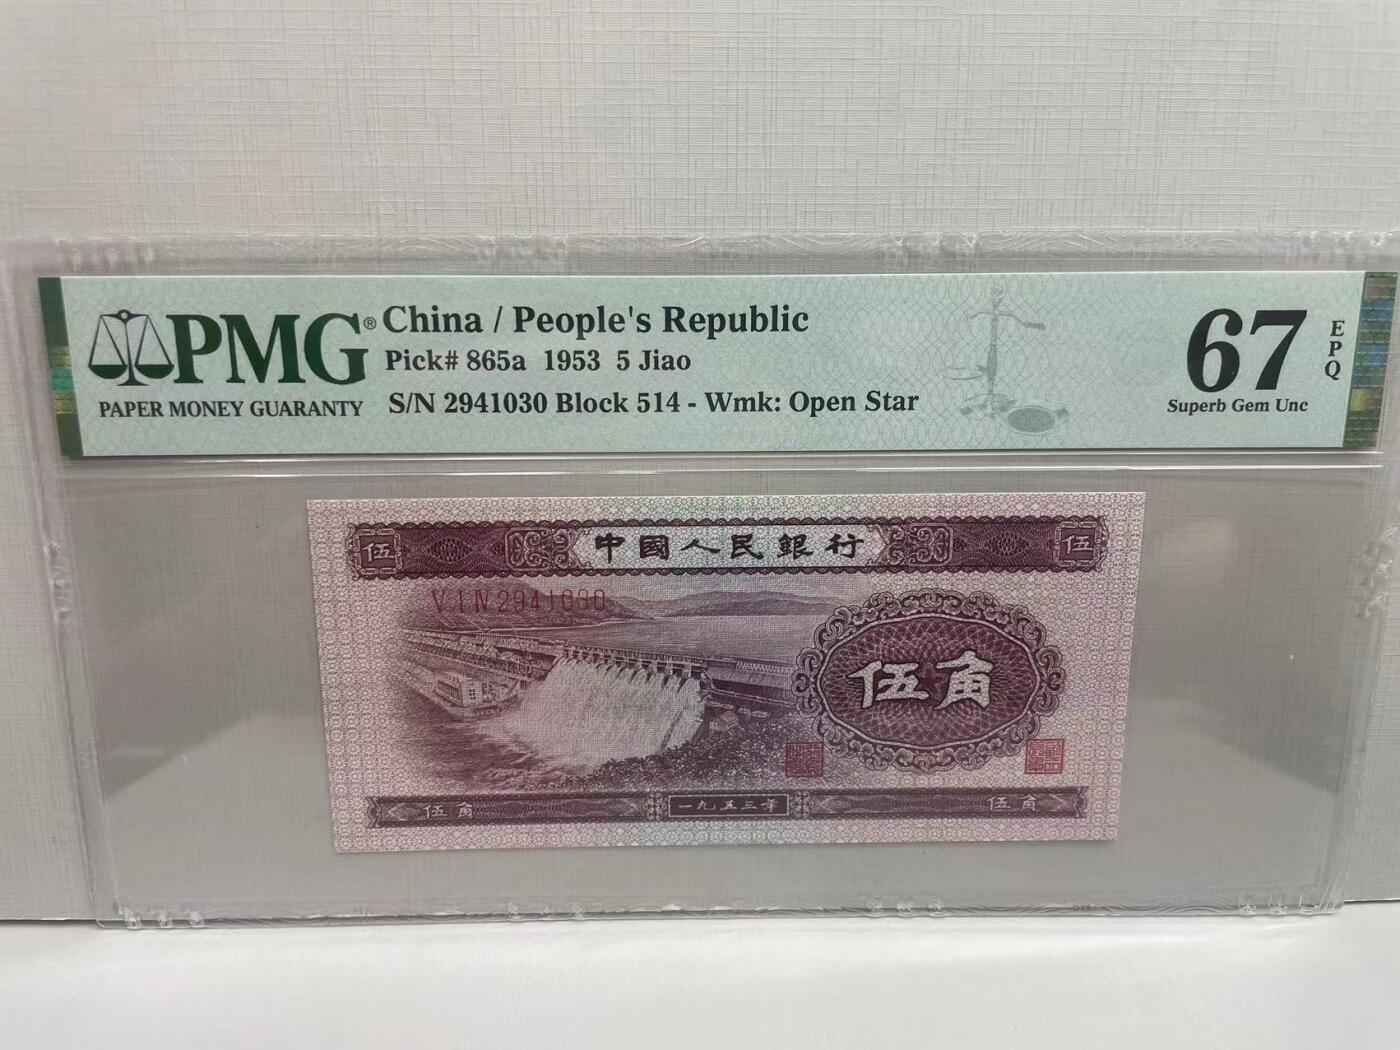 PMG®
PAPER MONEY GUARANTY
China / People's Republic
Pick# 865a 1953 5 Jiao
S/N 2941030 Block 514 - Wmk: Open Star
67
EPQ
Superb Gem Unc
伍 中國人民銀行 伍
V I IV 2941030
伍角
伍角 一九五三年 伍角